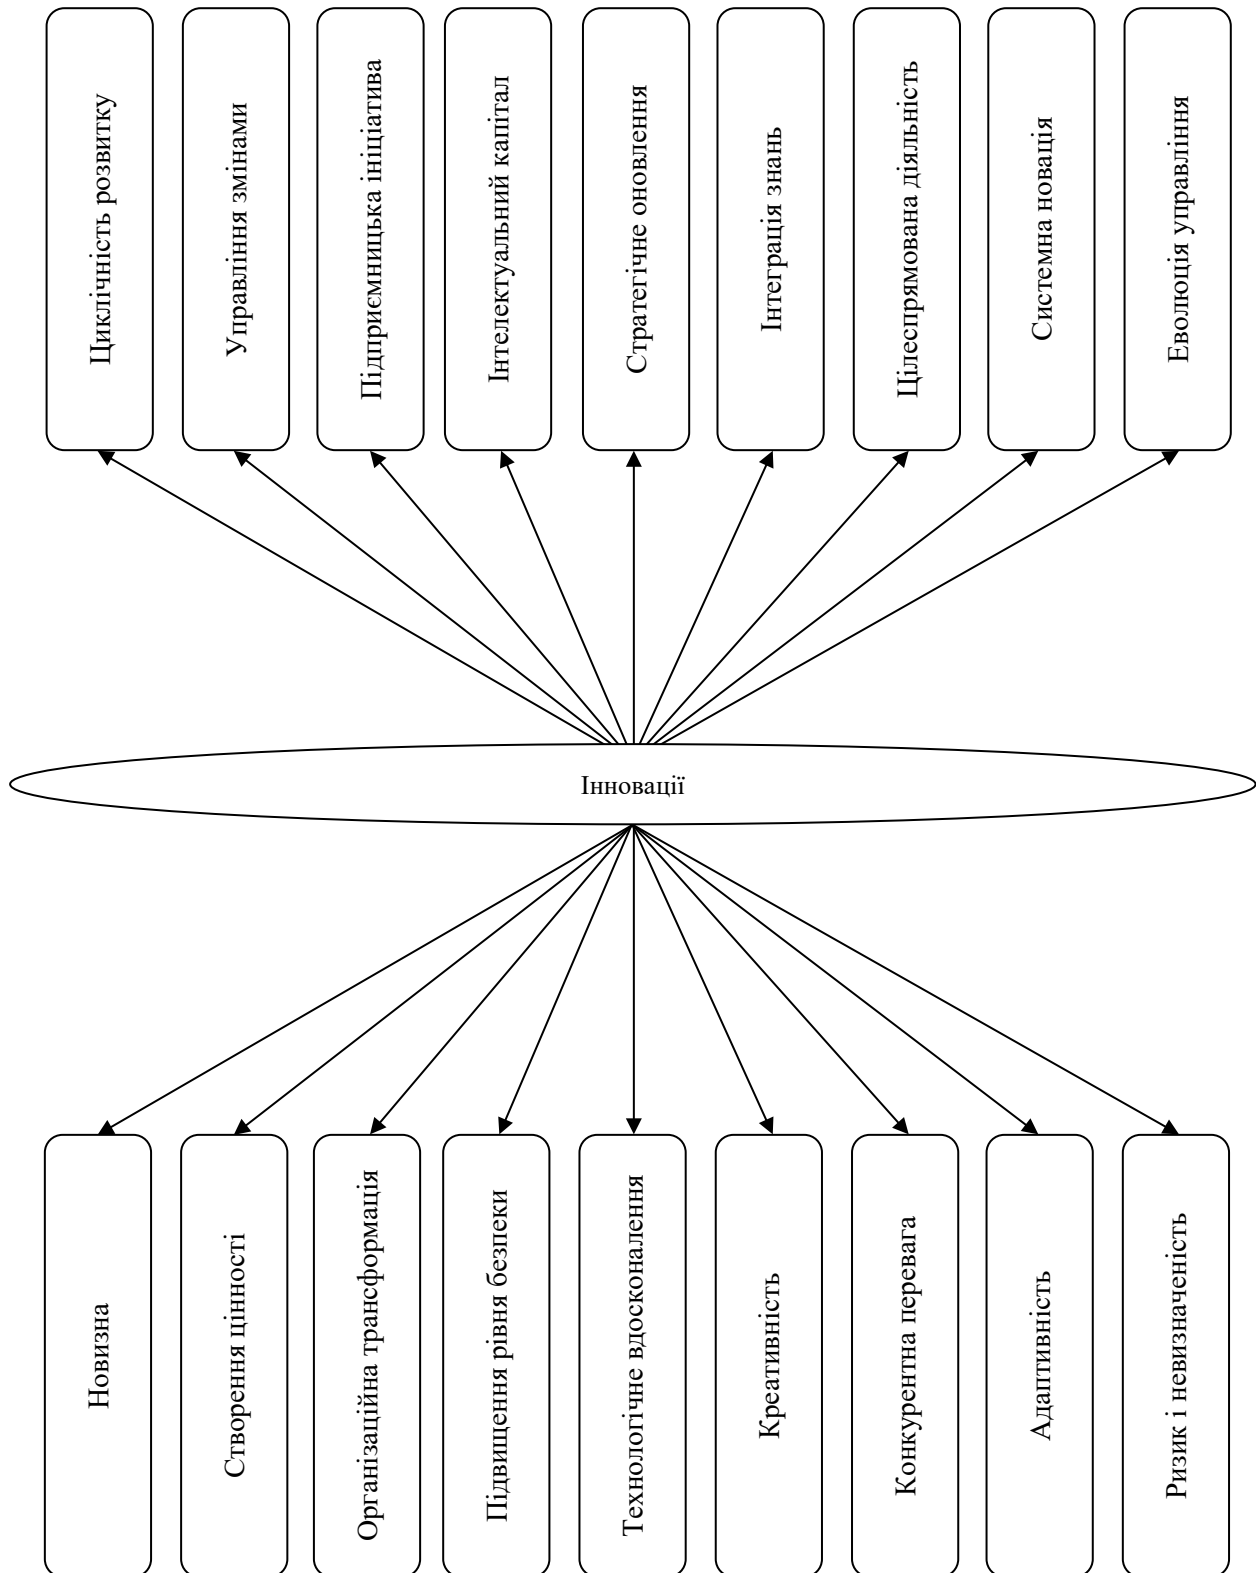 Циклічність розвитку
Управління змінами
Підприємницька ініціатива
Інтелектуальний капітал
Стратегічне оновлення
Інтеграція знань
Цілеспрямована діяльність
Системна новація
Еволюція управління
Інновації
Новизна
Створення цінності
Організаційна трансформація
Підвищення рівня безпеки
Технологічне вдосконалення
Креативність
Конкурентна перевага
Адаптивність
Ризик і невизначеність